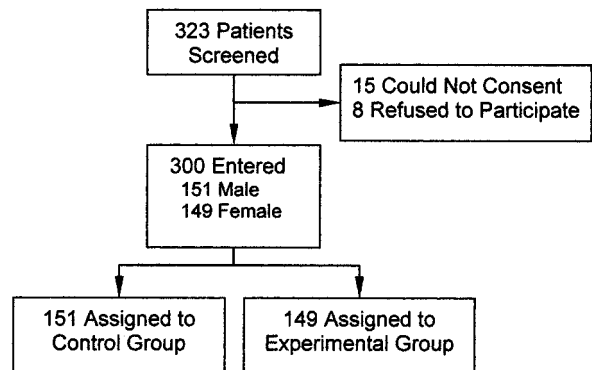 323 Patients
Screened
15 Could Not Consent
8 Refused to Participate
300 Entered
151 Male
149 Female
151 Assigned to
Control Group
149 Assigned to
Experimental Group